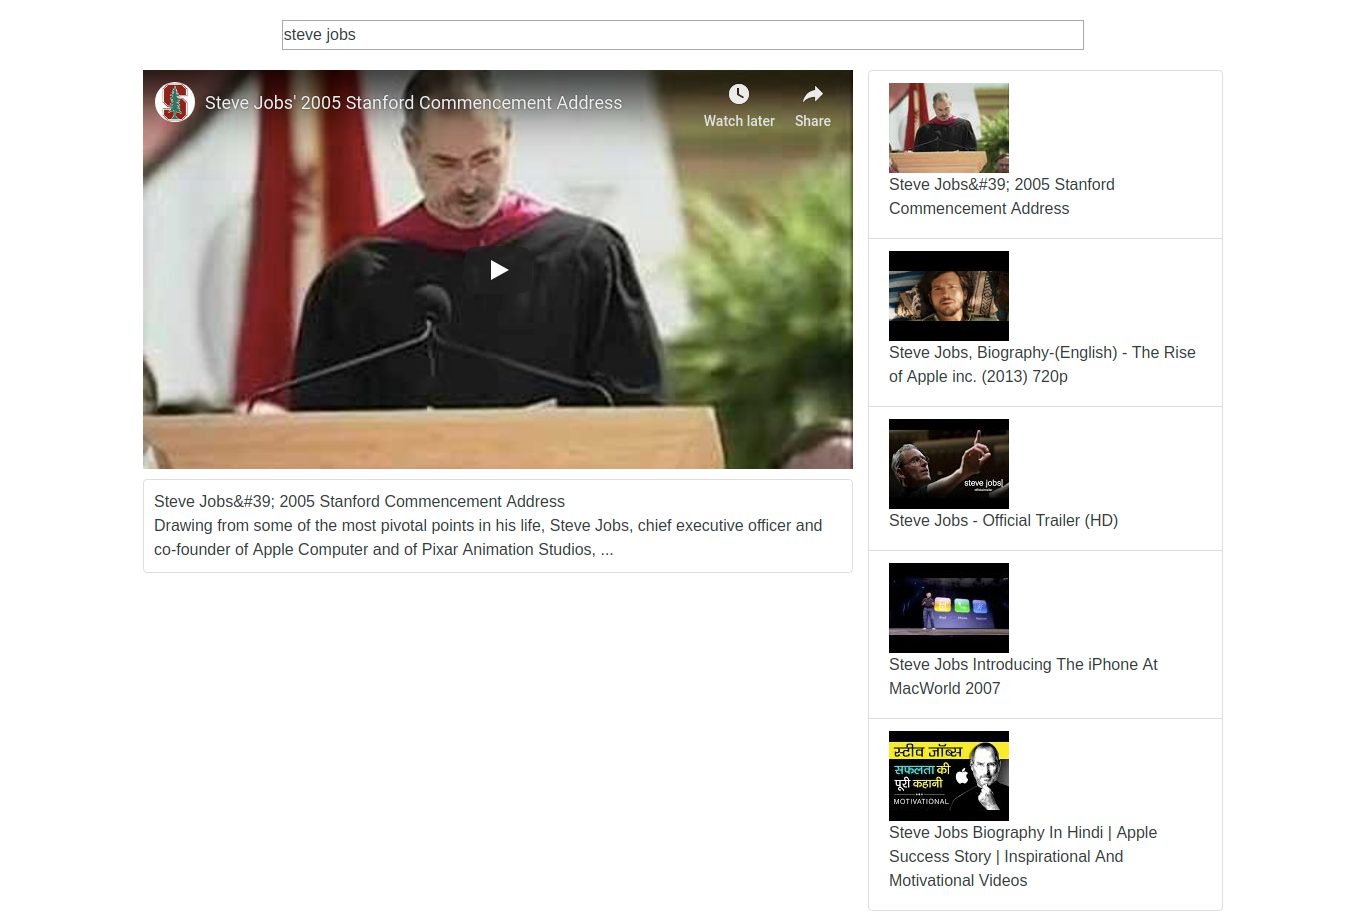 steve jobs
Steve Jobs' 2005 Stanford Commencement Address
Watch later
Share
Steve Jobs&#39; 2005 Stanford Commencement Address
Drawing from some of the most pivotal points in his life, Steve Jobs, chief executive officer and
co-founder of Apple Computer and of Pixar Animation Studios, ...
Steve Jobs&#39; 2005 Stanford
Commencement Address
Steve Jobs, Biography-(English) - The Rise
of Apple inc. (2013) 720p
steve jobs
Steve Jobs - Official Trailer (HD)
Steve Jobs Introducing The iPhone At
MacWorld 2007
स्टीव जॉब्स
सफलता की
पूरी कहानी
MOTIVATIONAL
Steve Jobs Biography In Hindi | Apple
Success Story | Inspirational And
Motivational Videos